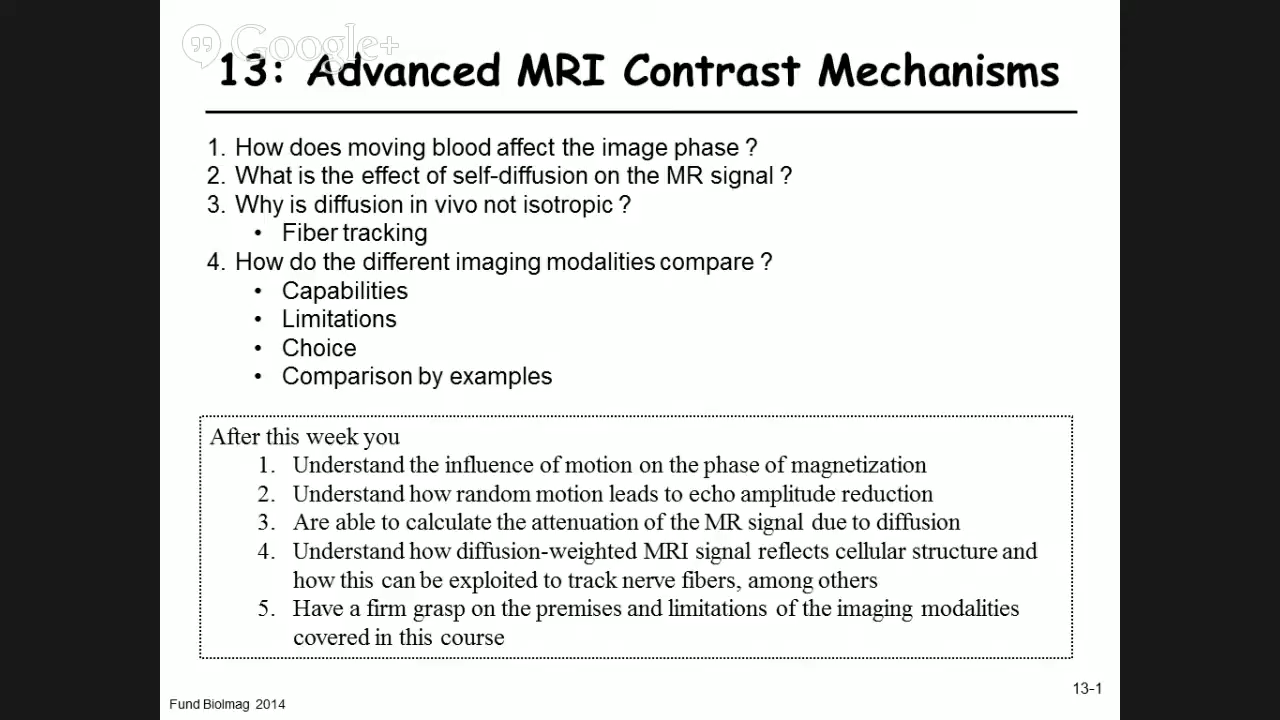 Google+
13: Advanced MRI Contrast Mechanisms
1. How does moving blood affect the image phase ?
2. What is the effect of self-diffusion on the MR signal ?
3. Why is diffusion in vivo not isotropic ?
• Fiber tracking
4. How do the different imaging modalities compare ?
• Capabilities
• Limitations
• Choice
• Comparison by examples
After this week you
1. Understand the influence of motion on the phase of magnetization
2. Understand how random motion leads to echo amplitude reduction
3. Are able to calculate the attenuation of the MR signal due to diffusion
4. Understand how diffusion-weighted MRI signal reflects cellular structure and
how this can be exploited to track nerve fibers, among others
5. Have a firm grasp on the premises and limitations of the imaging modalities
covered in this course
13-1
Fund BioImag 2014